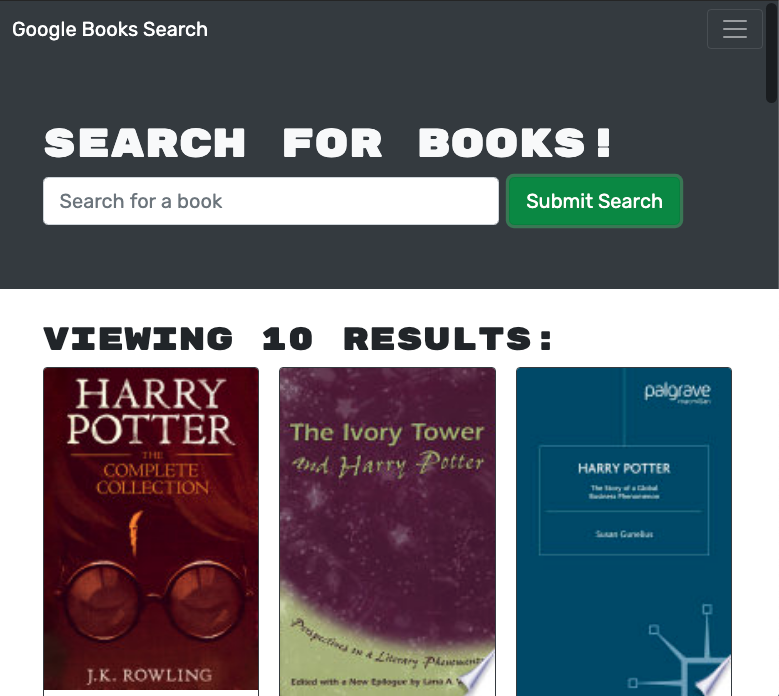 Google Books Search
SEARCH FOR BOOKS!
Search for a book
Submit Search
VIEWING 10 RESULTS:
HARRY
POTTER
THE
COMPLETE
COLLECTION
J.K. ROWLING
The Ivory Tower
and Harry Potter
Perspectives on a Literary Phenomenon
Edited with a New Epilogue by Lana A.
palgrave
macmillan
HARRY POTTER
The Story of a Global
Business Phenomenon
Susan Gunelius